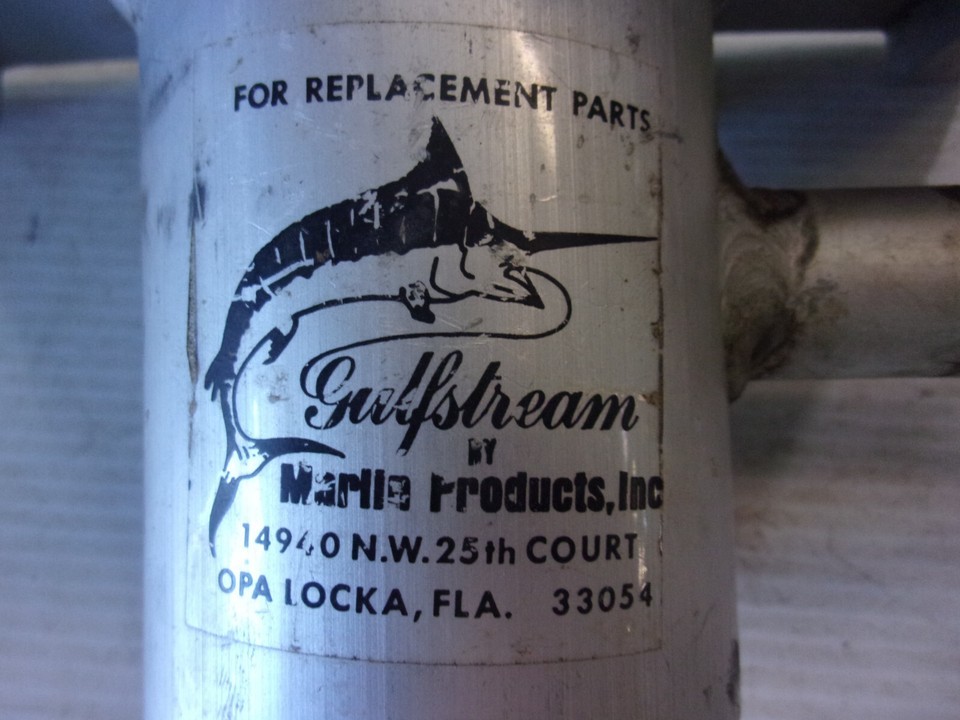 FOR REPLACEMENT PARTS
Gulfstream
BY
Marlin Products, Inc
14940 N.W. 25th COURT
OPA LOCKA, FLA. 33054